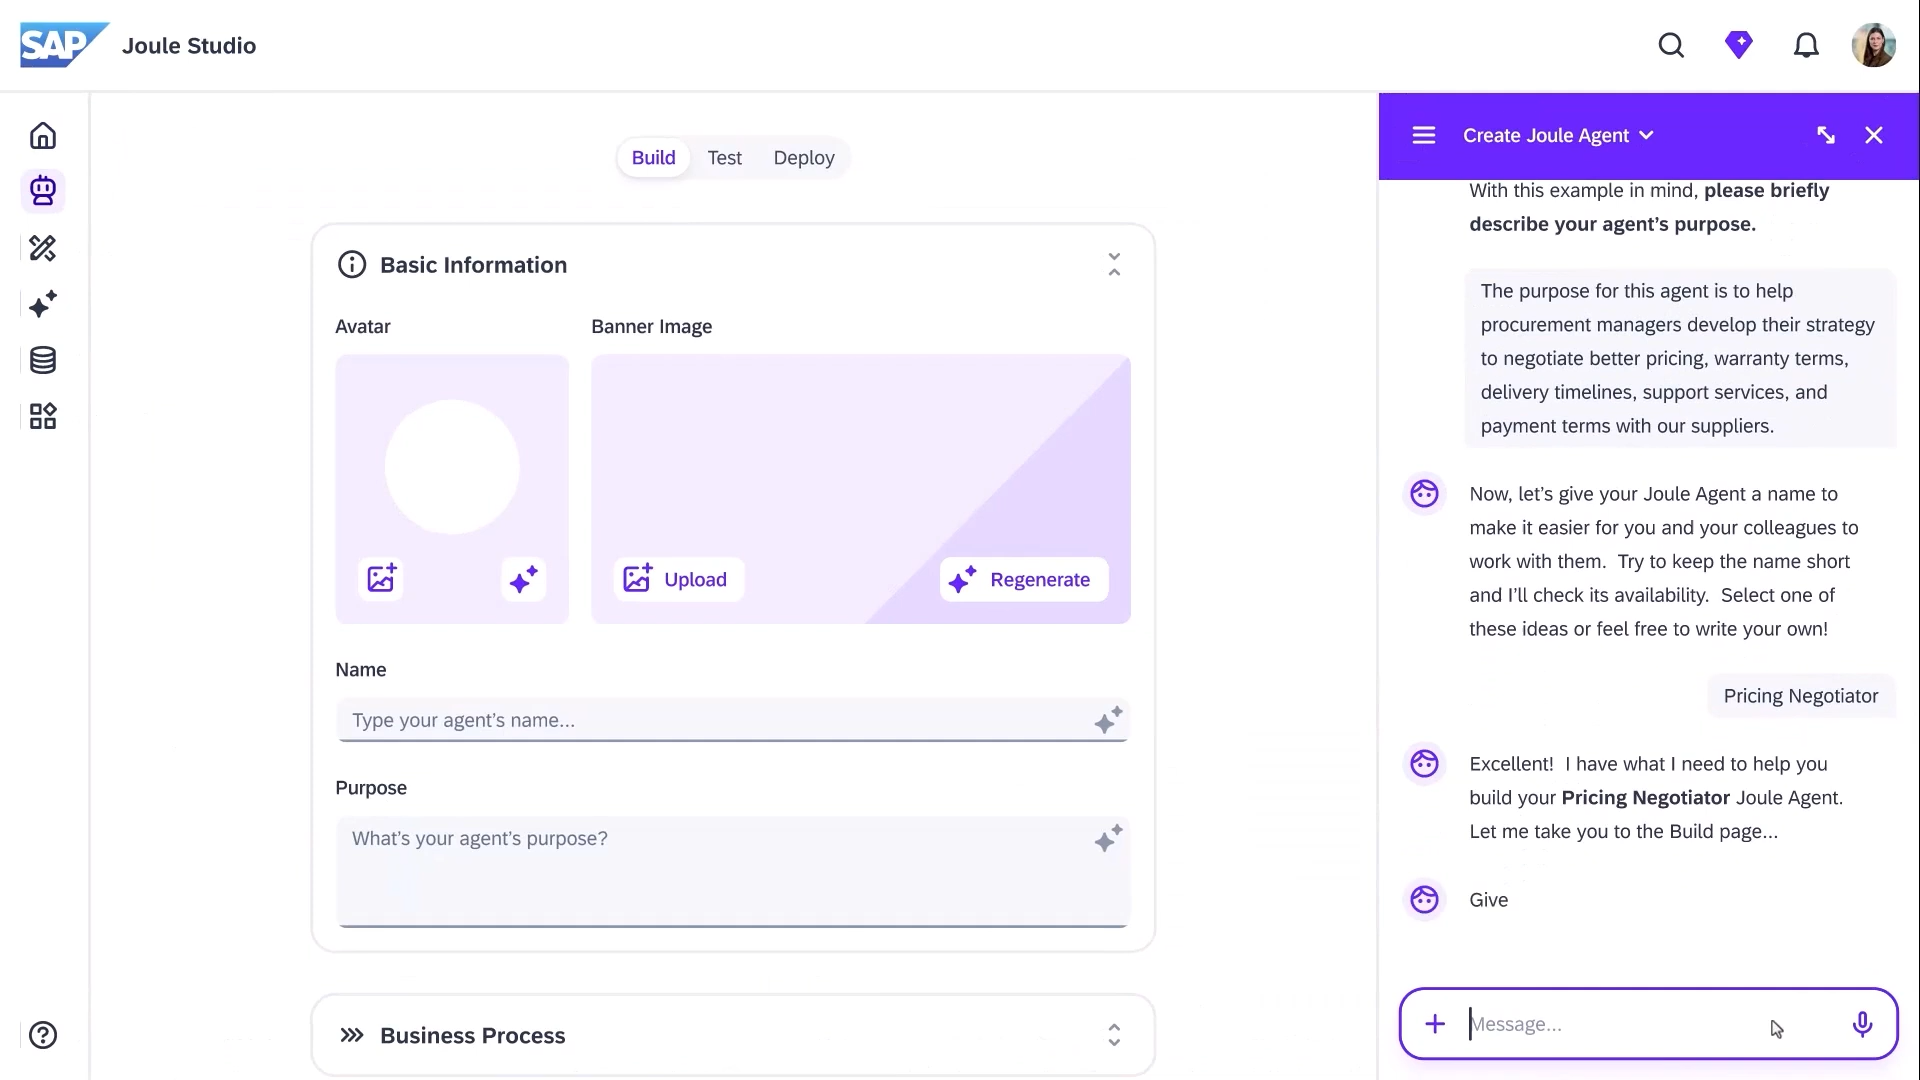 SAP Joule Studio
Build Test Deploy
Basic Information
Avatar Banner Image
Upload Regenerate
Name
Type your agent’s name...
Purpose
What’s your agent’s purpose?
Business Process
Create Joule Agent
With this example in mind, please briefly
describe your agent’s purpose.
The purpose for this agent is to help
procurement managers develop their strategy
to negotiate better pricing, warranty terms,
delivery timelines, support services, and
payment terms with our suppliers.
Now, let’s give your Joule Agent a name to
make it easier for you and your colleagues to
work with them. Try to keep the name short
and I’ll check its availability. Select one of
these ideas or feel free to write your own!
Pricing Negotiator
Excellent! I have what I need to help you
build your Pricing Negotiator Joule Agent.
Let me take you to the Build page...
Give
Message...